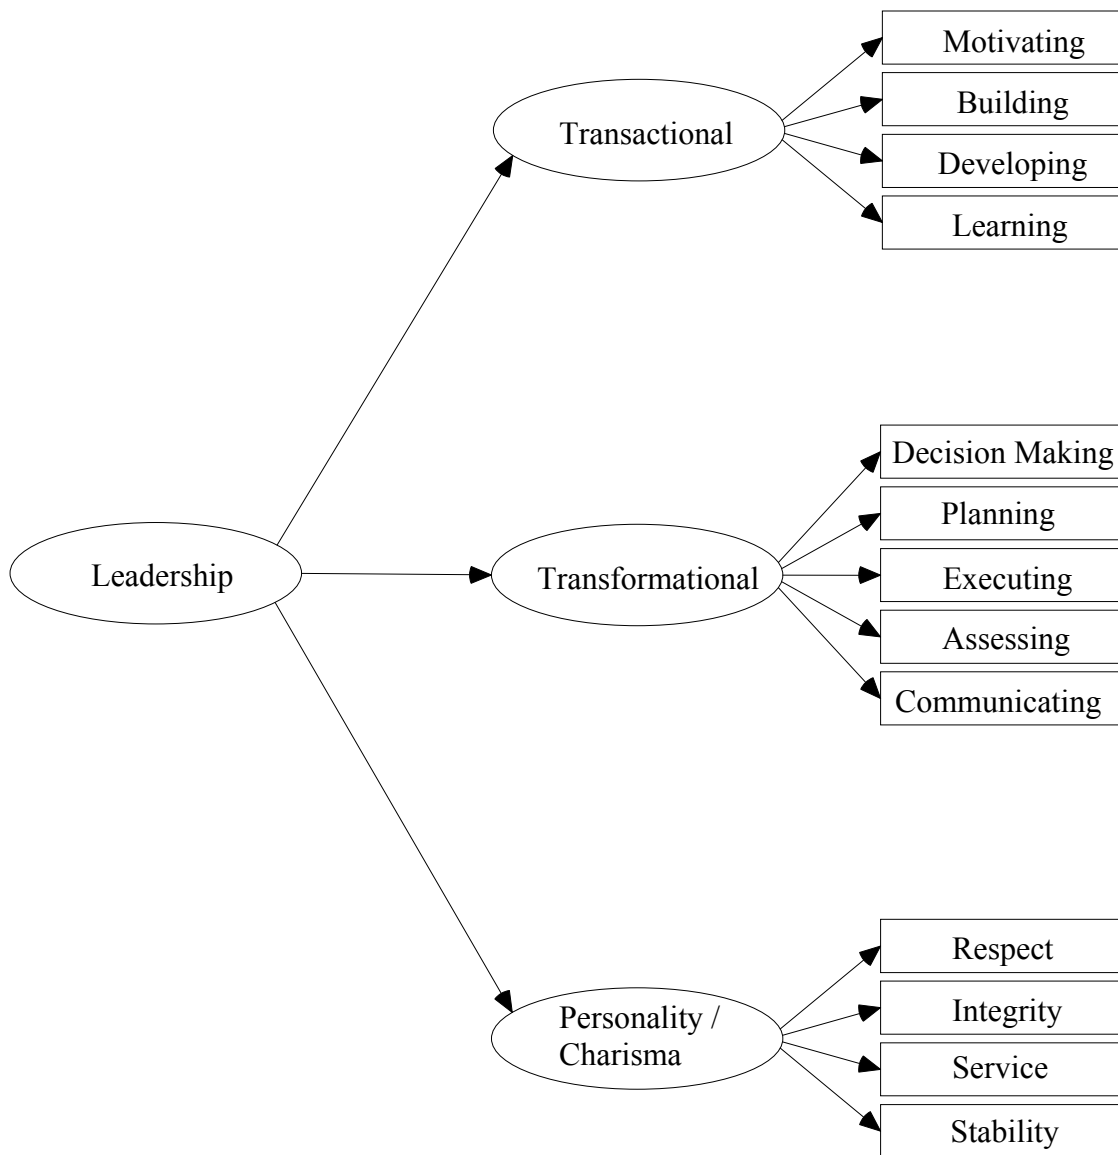 Motivating
Building
Transactional
Developing
Learning
Decision Making
Planning
Leadership
Transformational
Executing
Assessing
Communicating
Respect
Personality /
Charisma
Integrity
Service
Stability